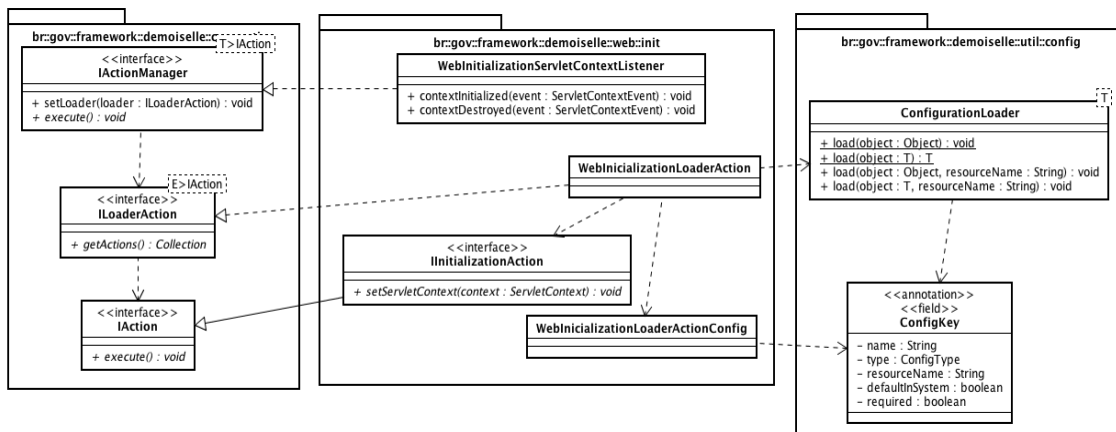 br::gov::framework::demoiselle::c
T>IAction
<<interface>>
IActionManager
+ setLoader(loader : ILoaderAction) : void
+ execute() : void
E>IAction
<<interface>>
ILoaderAction
+ getActions() : Collection
<<interface>>
IAction
+ execute() : void
br::gov::framework::demoiselle::web::init
WebInitializationServletContextListener
+ contextInitialized(event : ServletContextEvent) : void
+ contextDestroyed(event : ServletContextEvent) : void
WebInicializationLoaderAction
<<interface>>
IInitializationAction
+ setServletContext(context : ServletContext) : void
WebInicializationLoaderActionConfig
br::gov::framework::demoiselle::util::config
T
ConfigurationLoader
+ load(object : Object) : void
+ load(object : T) : T
+ load(object : Object, resourceName : String) : void
+ load(object : T, resourceName : String) : void
<<annotation>>
<<field>>
ConfigKey
- name : String
- type : ConfigType
- resourceName : String
- defaultInSystem : boolean
- required : boolean